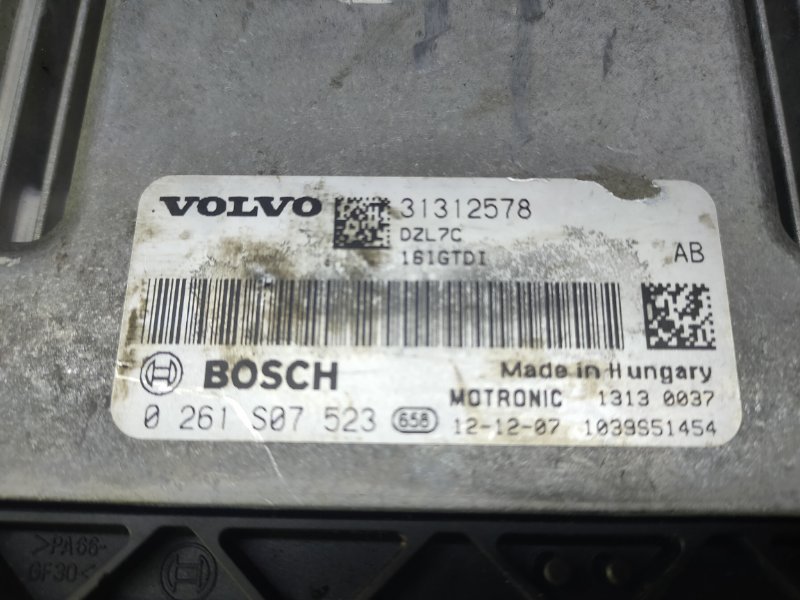 VOLVO 31312578
DZL7C
161GTDI AB
BOSCH Made in Hungary
MOTRONIC 1313 0037
0 261 S07 523 658 12-12-07 1039S51454
>PA66-
GF30<